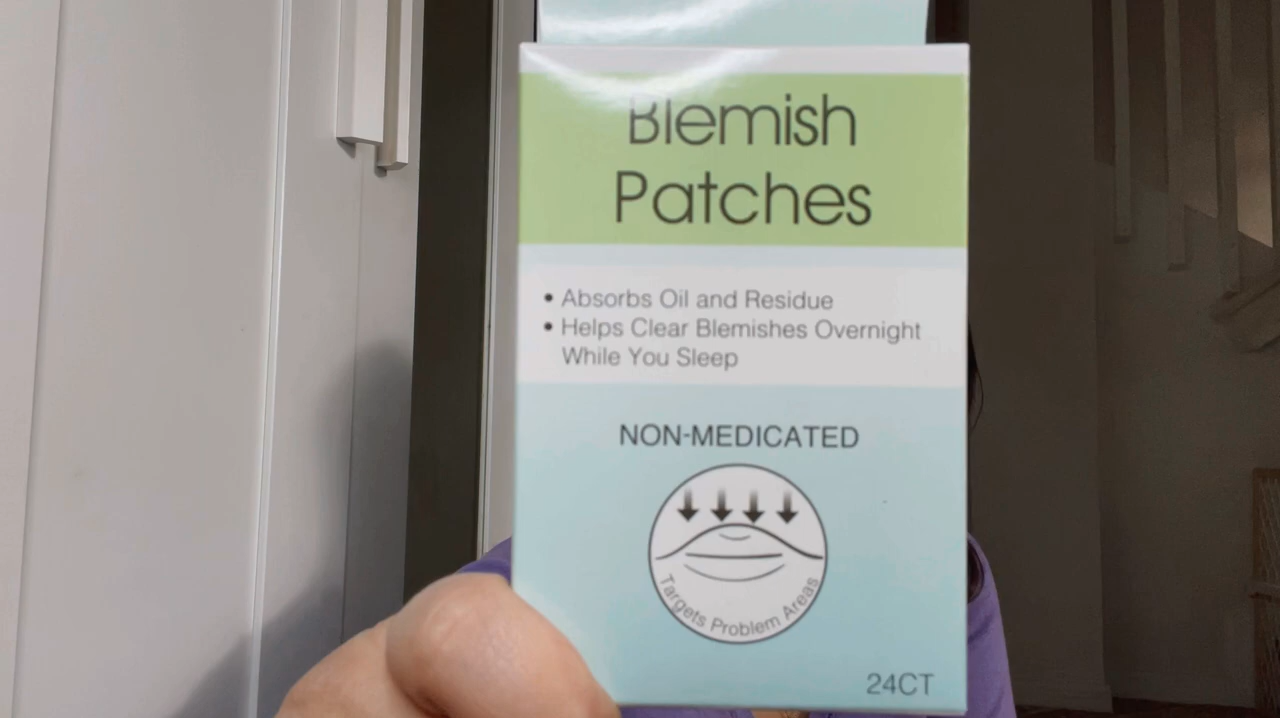 Blemish
Patches
• Absorbs Oil and Residue
• Helps Clear Blemishes Overnight
While You Sleep
NON-MEDICATED
Targets Problem Areas
24CT